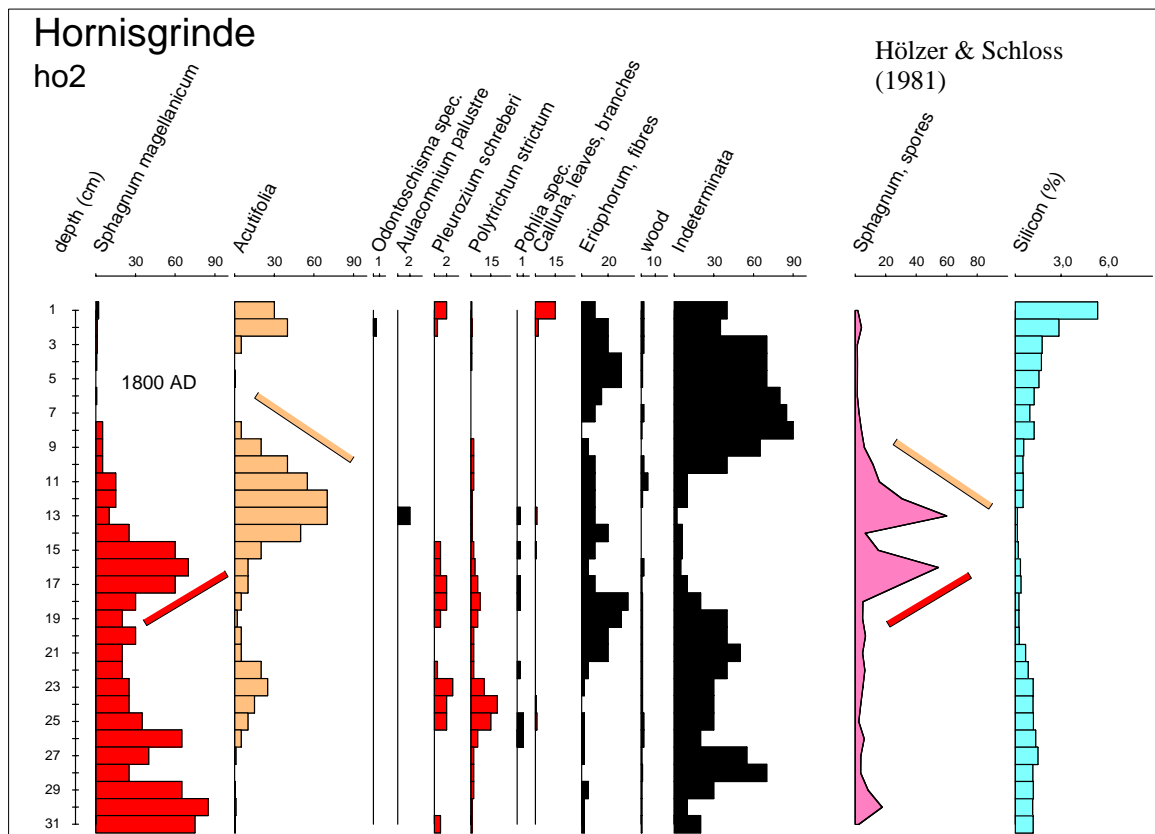 Hornisgrinde
ho2
Hölzer & Schloss
(1981)
depth (cm)
Sphagnum magellanicum
Acutifolia
Odontoschisma spec.
Aulacomnium palustre
Pleurozium schreberi
Polytrichum strictum
Pohlia spec.
Calluna, leaves, branches
Eriophorum, fibres
wood
Indeterminata
Sphagnum, spores
Silicon (%)
30 60 90 30 60 90 1 2 2 15 1 15 20 10 30 60 90 20 40 60 80 3,0 6,0
1
3
5
1800 AD
7
9
11
13
15
17
19
21
23
25
27
29
31